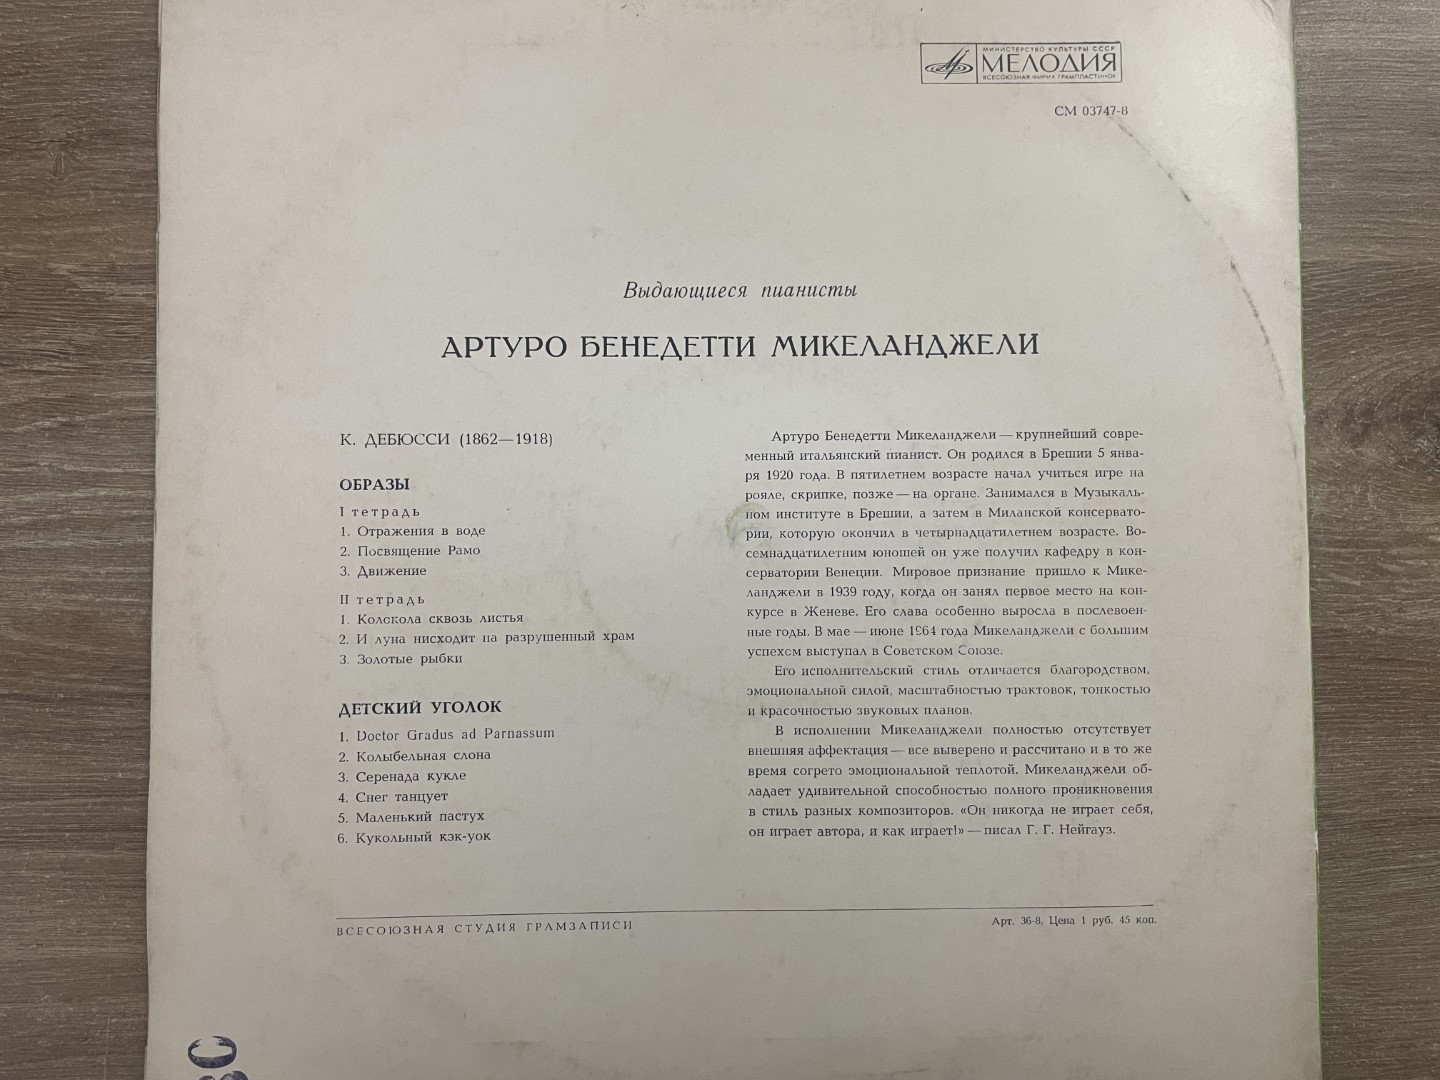 МИНИСТЕРСТВО КУЛЬТУРЫ СССР
МЕЛОДИЯ
ВСЕСОЮЗНАЯ ФИРМА ГРАМПЛАСТИНОК
СМ 03747-8
Выдающиеся пианисты
АРТУРО БЕНЕДЕТТИ МИКЕЛАНДЖЕЛИ
К. ДЕБЮССИ (1862—1918)
ОБРАЗЫ
I тетрадь
1. Отражения в воде
2. Посвящение Рамо
3. Движение
II тетрадь
1. Колокола сквозь листья
2. И луна нисходит на разрушенный храм
3. Золотые рыбки
ДЕТСКИЙ УГОЛОК
1. Doctor Gradus ad Parnassum
2. Колыбельная слона
3. Серенада кукле
4. Снег танцует
5. Маленький пастух
6. Кукольный кэк-уок
Артуро Бенедетти Микеланджели — крупнейший совре-
менный итальянский пианист. Он родился в Брешии 5 янва-
ря 1920 года. В пятилетнем возрасте начал учиться игре на
рояле, скрипке, позже — на органе. Занимался в Музыкаль-
ном институте в Брешии, а затем в Миланской консервато-
рии, которую окончил в четырнадцатилетнем возрасте. Во-
семнадцатилетним юношей он уже получил кафедру в кон-
серватории Венеции. Мировое признание пришло к Мике-
ланджели в 1939 году, когда он занял первое место на кон-
курсе в Женеве. Его слава особенно выросла в послевоен-
ные годы. В мае — июне 1964 года Микеланджели с большим
успехом выступал в Советском Союзе.
Его исполнительский стиль отличается благородством,
эмоциональной силой, масштабностью трактовок, тонкостью
и красочностью звуковых планов.
В исполнении Микеланджели полностью отсутствует
внешняя аффектация — все выверено и рассчитано и в то же
время согрето эмоциональной теплотой. Микеланджели об-
ладает удивительной способностью полного проникновения
в стиль разных композиторов. «Он никогда не играет себя,
он играет автора, и как играет!» — писал Г. Г. Нейгауз.
ВСЕСОЮЗНАЯ СТУДИЯ ГРАМЗАПИСИ
Арт. 36-8. Цена 1 руб. 45 коп.